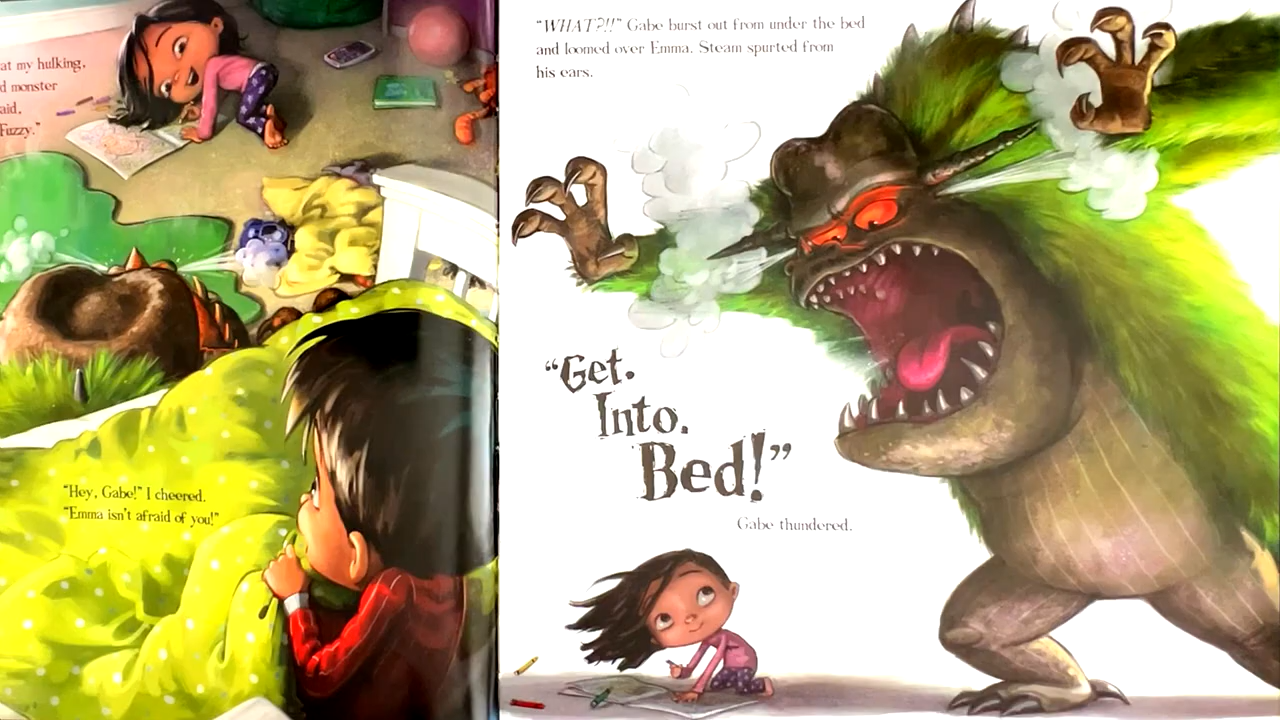 at my hulking,
d monster
aid,
Fuzzy."
"Hey, Gabe!" I cheered.
"Emma isn't afraid of you!"
"WHAT?!!" Gabe burst out from under the bed
and loomed over Emma. Steam spurted from
his ears.
"Get.
Into.
Bed!"
Gabe thundered.